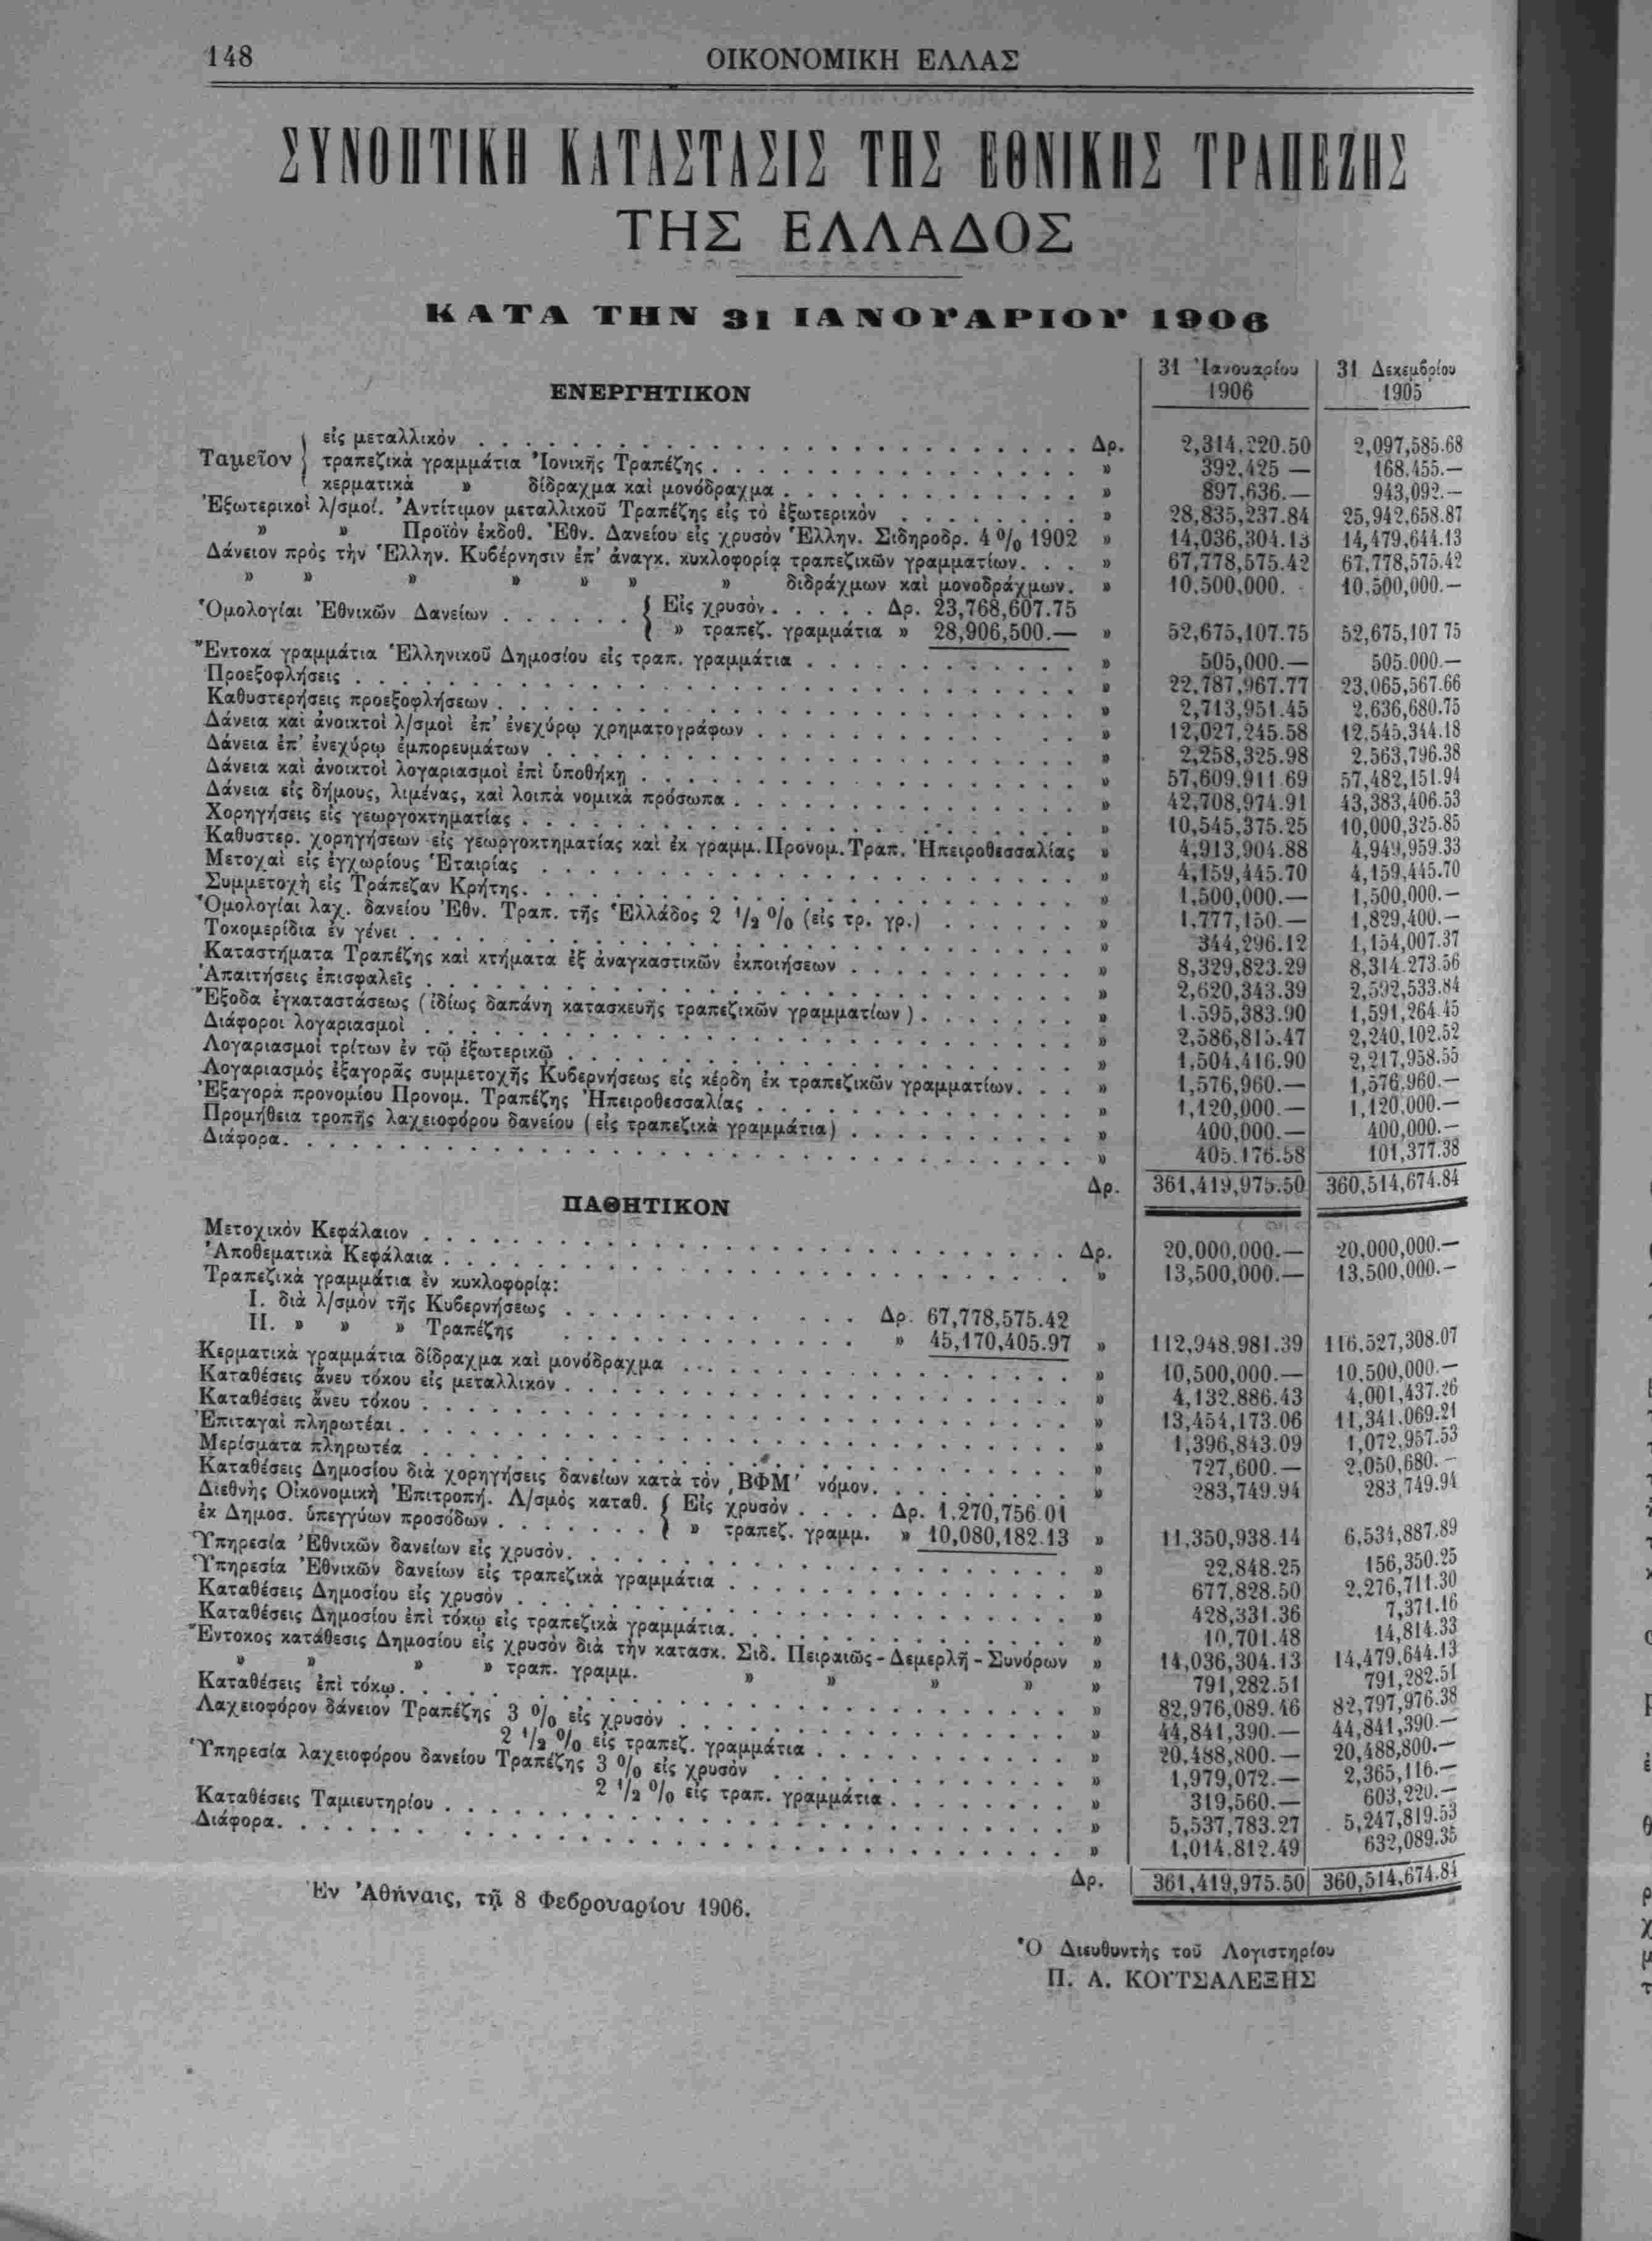 148 ΟΙΚΟΝΟΜΙΚΗ ΕΛΛΑΣ
ΣΥΝΟΠΤΙΚΗ ΚΑΤΑΣΤΑΣΙΣ ΤΗΣ ΕΘΝΙΚΗΣ ΤΡΑΠΕΖΗΣ
ΤΗΣ ΕΛΛΑΔΟΣ
ΚΑΤΑ ΤΗΝ 31 ΙΑΝΟΥΑΡΙΟΥ 1906
31 Ἰανουαρίου 31 Δεκεμβρίου
ΕΝΕΡΓΗΤΙΚΟΝ 1906 1905
εἰς μεταλλικόν . . . . Δρ. 2,314,220.50 2,097,585.68
Ταμεῖον { τραπεζικὰ γραμμάτια Ἰονικῆς Τραπέζης . . . . » 392,425 — 168.455.—
κερματικὰ » δίδραχμα καὶ μονόδραχμα . . . . » 897,636.— 943,092.—
Ἐξωτερικοὶ λ/σμοί. Ἀντίτιμον μεταλλικοῦ Τραπέζης εἰς τὸ ἐξωτερικὸν . . . . » 28,835,237.84 25,942,658.87
» » Προϊὸν ἐκδοθ. Ἐθν. Δανείου εἰς χρυσὸν Ἑλλην. Σιδηροδρ. 4 % 1902 » 14,036,304.13 14,479,644.13
Δάνειον πρὸς τὴν Ἑλλην. Κυβέρνησιν ἐπ' ἀναγκ. κυκλοφορίᾳ τραπεζικῶν γραμματίων. . . » 67,778,575.42 67,778,575.42
» » » » » » » διδράχμων καὶ μονοδράχμων. » 10,500,000. - 10,500,000.—
Ὁμολογίαι Ἐθνικῶν Δανείων . . . . . . { Εἰς χρυσόν. . . . . Δρ. 23,768,607.75
» τραπεζ. γραμμάτια » 28,906,500.— » 52,675,107.75 52,675,107 75
Ἔντοκα γραμμάτια Ἑλληνικοῦ Δημοσίου εἰς τραπ. γραμμάτια . . . . » 505,000.— 505.000.—
Προεξοφλήσεις . . . . » 22,787,967.77 23,065,567.66
Καθυστερήσεις προεξοφλήσεων . . . . » 2,713,951.45 2,636,680.75
Δάνεια καὶ ἀνοικτοὶ λ/σμοὶ ἐπ' ἐνεχύρῳ χρηματογράφων . . . . » 12,027,245.58 12,545,344.18
Δάνεια ἐπ' ἐνεχύρῳ ἐμπορευμάτων . . . . » 2,258,325.98 2,563,796.38
Δάνεια καὶ ἀνοικτοὶ λογαριασμοὶ ἐπὶ ὑποθήκῃ . . . . » 57,609,911 69 57,482,151.94
Δάνεια εἰς δήμους, λιμένας, καὶ λοιπὰ νομικὰ πρόσωπα . . . . » 42,708,974.91 43,383,406.53
Χορηγήσεις εἰς γεωργοκτηματίας . . . . » 10,545,375.25 10,000,325.85
Καθυστερ. χορηγήσεων εἰς γεωργοκτηματίας καὶ ἐκ γραμμ. Προνομ. Τραπ. Ἠπειροθεσσαλίας » 4,913,904.88 4,949,959.33
Μετοχαὶ εἰς ἐγχωρίους Ἑταιρίας . . . . » 4,159,445.70 4,159,445.70
Συμμετοχὴ εἰς Τράπεζαν Κρήτης. . . . » 1,500,000.— 1,500,000.—
Ὁμολογίαι λαχ. δανείου Ἐθν. Τραπ. τῆς Ἑλλάδος 2 1/2 % (εἰς τρ. γρ.) . . . . » 1,777,150.— 1,829,400.—
Τοκομερίδια ἐν γένει . . . . » 344,296.12 1,154,007.37
Καταστήματα Τραπέζης καὶ κτήματα ἐξ ἀναγκαστικῶν ἐκποιήσεων . . . . » 8,329,823.29 8,314.273.56
Ἀπαιτήσεις ἐπισφαλεῖς . . . . » 2,620,343.39 2,592,533.84
Ἔξοδα ἐγκαταστάσεως (ἰδίως δαπάνη κατασκευῆς τραπεζικῶν γραμματίων) . . . . » 1,595,383.90 1,591,264.45
Διάφοροι λογαριασμοὶ . . . . » 2,586,815.47 2,240,102.52
Λογαριασμοὶ τρίτων ἐν τῷ ἐξωτερικῷ . . . . » 1,504,416.90 2,217,958.55
Λογαριασμὸς ἐξαγορᾶς συμμετοχῆς Κυβερνήσεως εἰς κέρδη ἐκ τραπεζικῶν γραμματίων. . . . » 1,576,960.— 1,576,960.—
Ἐξαγορὰ προνομίου Προνομ. Τραπέζης Ἠπειροθεσσαλίας . . . . » 1,120,000.— 1,120,000.—
Προμήθεια τροπῆς λαχειοφόρου δανείου (εἰς τραπεζικὰ γραμμάτια) . . . . » 400,000.— 400,000.—
Διάφορα. . . . » 405.176.58 101,377.38
Δρ. 361,419,975.50 360,514,674.84
ΠΑΘΗΤΙΚΟΝ
Μετοχικὸν Κεφάλαιον . . . . Δρ. 20,000,000.— 20,000,000.—
Ἀποθεματικὰ Κεφάλαια . . . . » 13,500,000.— 13,500,000.—
Τραπεζικὰ γραμμάτια ἐν κυκλοφορίᾳ:
I. διὰ λ/σμὸν τῆς Κυβερνήσεως . . . . Δρ. 67,778,575.42
II. » » » Τραπέζης . . . . » 45,170,405.97 » 112,948,981.39 116,527,308.07
Κερματικὰ γραμμάτια δίδραχμα καὶ μονόδραχμα . . . . » 10,500,000.— 10,500,000.—
Καταθέσεις ἄνευ τόκου εἰς μεταλλικόν . . . . » 4,132,886.43 4,001,437.26
Καταθέσεις ἄνευ τόκου . . . . » 13,454,173.06 11,341,069.21
Ἐπιταγαὶ πληρωτέαι . . . . » 1,396,843.09 1,072,957.53
Μερίσματα πληρωτέα . . . . » 727,600.— 2,050,680.—
Καταθέσεις Δημοσίου διὰ χορηγήσεις δανείων κατὰ τὸν ‚ΒΦΜ' νόμον. . . . » 283,749.94 283,749.94
Διεθνὴς Οἰκονομικὴ Ἐπιτροπή. Λ/σμὸς καταθ. { Εἰς χρυσὸν . . . . Δρ. 1,270,756 01
ἐκ Δημοσ. ὑπεγγύων προσόδων . . . . » τραπεζ. γραμμ. » 10,080,182.13 » 11,350,938.14 6,534,887.89
Ὑπηρεσία Ἐθνικῶν δανείων εἰς χρυσόν. . . . » 22,848.25 156,350.25
Ὑπηρεσία Ἐθνικῶν δανείων εἰς τραπεζικὰ γραμμάτια . . . . » 677,828.50 2,276,711.30
Καταθέσεις Δημοσίου εἰς χρυσὸν . . . . » 428,331.36 7,371.16
Καταθέσεις Δημοσίου ἐπὶ τόκῳ εἰς τραπεζικὰ γραμμάτια. . . . » 10,701.48 14,814.33
Ἔντοκος κατάθεσις Δημοσίου εἰς χρυσὸν διὰ τὴν κατασκ. Σιδ. Πειραιῶς - Δεμερλῆ - Συνόρων » 14,036,304.13 14,479,644.13
» » » » τραπ. γραμμ. » » » » » 791,282.51 791,282.51
Καταθέσεις ἐπὶ τόκῳ. . . . » 82,976,089.46 82,797,976.38
Λαχειοφόρον δάνειον Τραπέζης 3 % εἰς χρυσὸν . . . . » 44,841,390.— 44,841,390.—
2 1/2 % εἰς τραπεζ. γραμμάτια . . . . » 20,488,800.— 20,488,800.—
Ὑπηρεσία λαχειοφόρου δανείου Τραπέζης 3 % εἰς χρυσὸν . . . . » 1,979,072.— 2,365,116.—
2 1/2 % εἰς τραπ. γραμμάτια . . . . » 319,560.— 603,220.—
Καταθέσεις Ταμιευτηρίου . . . . » 5,537,783.27 5,247,819.53
Διάφορα. . . . » 1,014,812.49 632,089.35
Δρ. 361,419,975.50 360,514,674.84
Ἐν Ἀθήναις, τῇ 8 Φεβρουαρίου 1906.
Ὁ Διευθυντὴς τοῦ Λογιστηρίου
Π. Α. ΚΟΥΤΣΑΛΕΞΗΣ